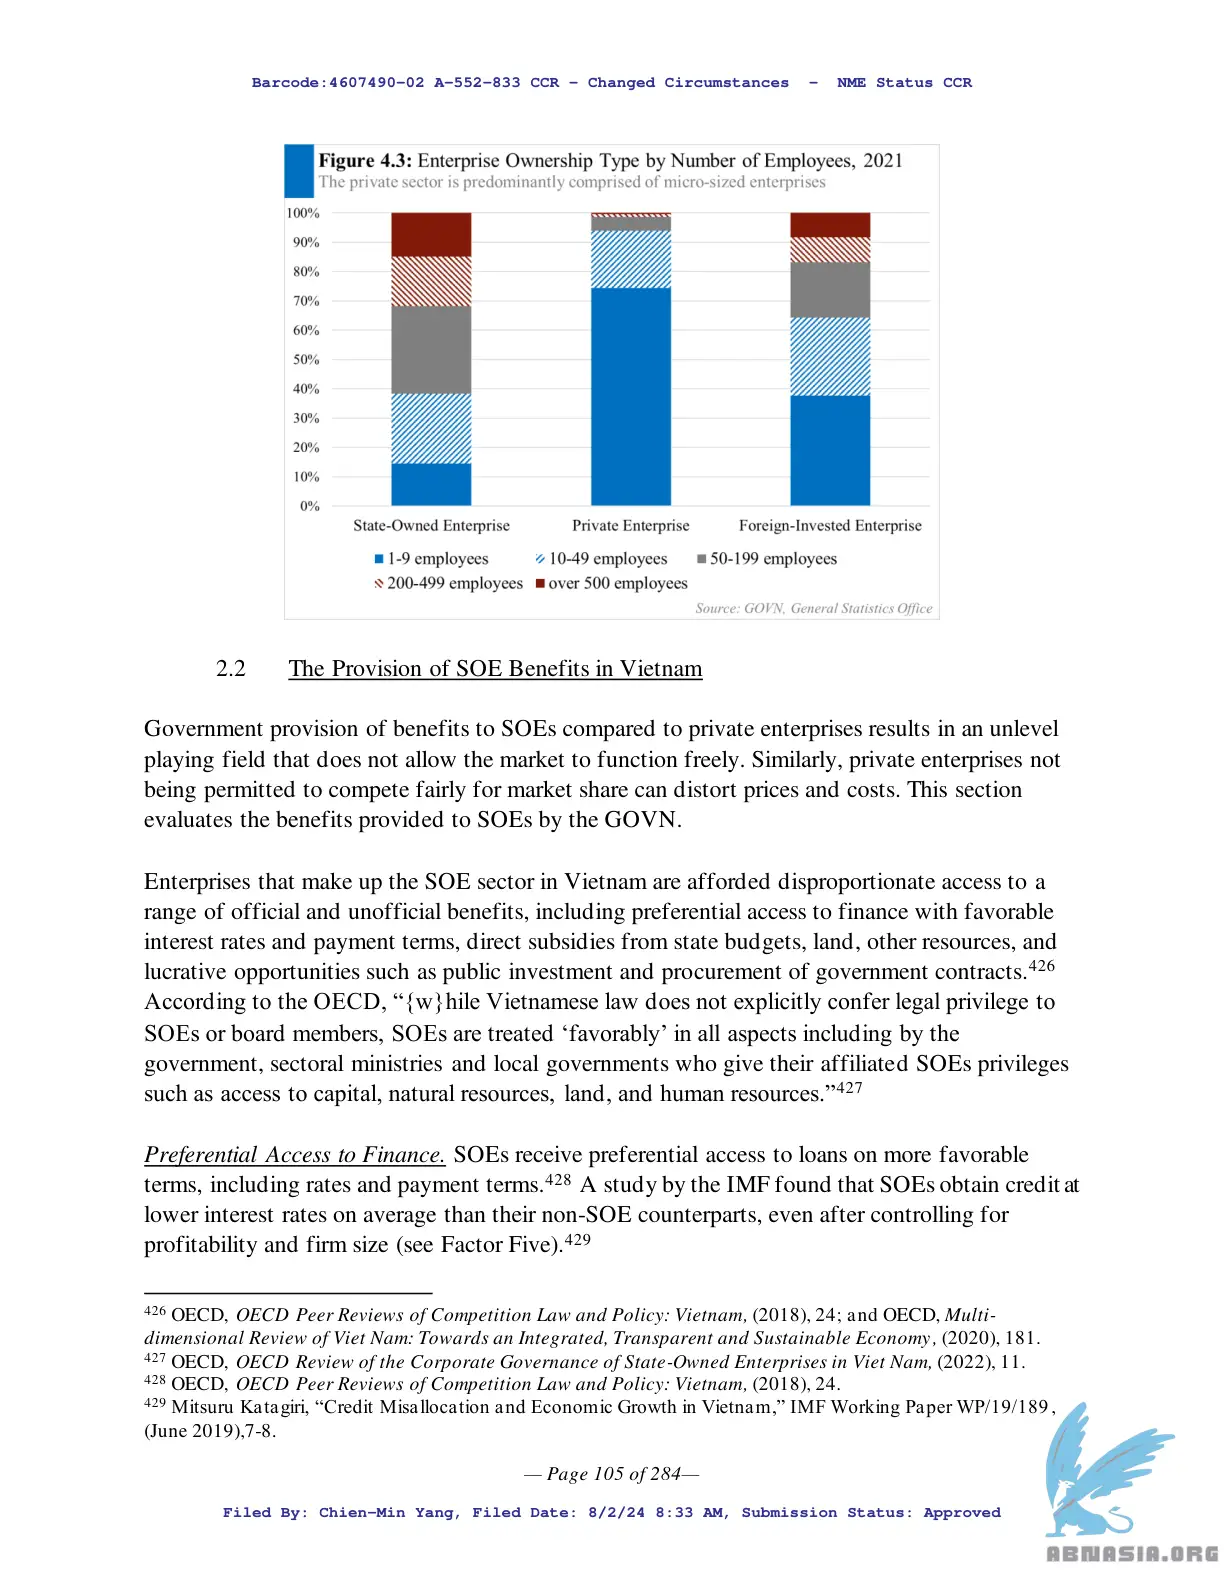 Barcode:4607490-02 A-552-833 CCR - Changed Circumstances - NME Status CCR
Figure 4.3: Enterprise Ownership Type by Number of Employees, 2021
The private sector is predominantly comprised of micro-sized enterprises
100%
90%
80%
70%
60%
50%
40%
30%
20%
10%
0%
State-Owned Enterprise Private Enterprise Foreign-Invested Enterprise
1-9 employees 10-49 employees 50-199 employees
200-499 employees over 500 employees
Source: GOVN, General Statistics Office
2.2 The Provision of SOE Benefits in Vietnam
Government provision of benefits to SOEs compared to private enterprises results in an unlevel
playing field that does not allow the market to function freely. Similarly, private enterprises not
being permitted to compete fairly for market share can distort prices and costs. This section
evaluates the benefits provided to SOEs by the GOVN.
Enterprises that make up the SOE sector in Vietnam are afforded disproportionate access to a
range of official and unofficial benefits, including preferential access to finance with favorable
interest rates and payment terms, direct subsidies from state budgets, land, other resources, and
lucrative opportunities such as public investment and procurement of government contracts.426
According to the OECD, “{w}hile Vietnamese law does not explicitly confer legal privilege to
SOEs or board members, SOEs are treated ‘favorably’ in all aspects including by the
government, sectoral ministries and local governments who give their affiliated SOEs privileges
such as access to capital, natural resources, land, and human resources.”427
Preferential Access to Finance. SOEs receive preferential access to loans on more favorable
terms, including rates and payment terms.428 A study by the IMF found that SOEs obtain credit at
lower interest rates on average than their non-SOE counterparts, even after controlling for
profitability and firm size (see Factor Five).429
426 OECD, OECD Peer Reviews of Competition Law and Policy: Vietnam, (2018), 24; and OECD, Multi-
dimensional Review of Viet Nam: Towards an Integrated, Transparent and Sustainable Economy, (2020), 181.
427 OECD, OECD Review of the Corporate Governance of State-Owned Enterprises in Viet Nam, (2022), 11.
428 OECD, OECD Peer Reviews of Competition Law and Policy: Vietnam, (2018), 24.
429 Mitsuru Katagiri, “Credit Misallocation and Economic Growth in Vietnam,” IMF Working Paper WP/19/189,
(June 2019),7-8.
— Page 105 of 284—
Filed By: Chien-Min Yang, Filed Date: 8/2/24 8:33 AM, Submission Status: Approved
ABNASIA.ORG